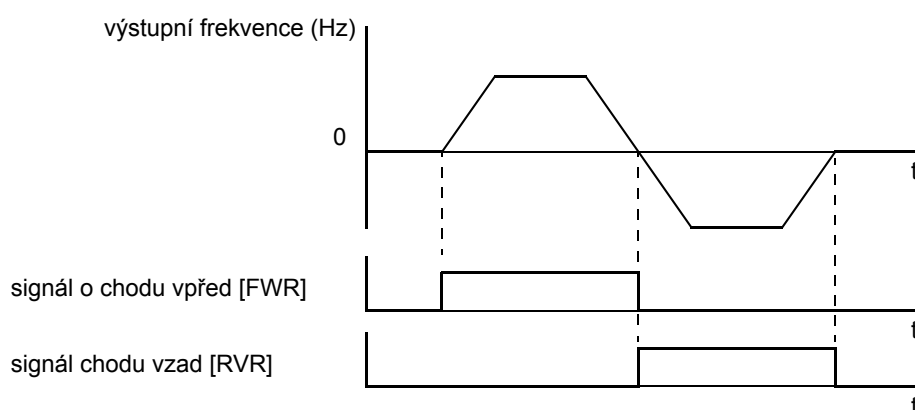 výstupní frekvence (Hz)
0
t
signál o chodu vpřed [FWR]
t
signál chodu vzad [RVR]
t